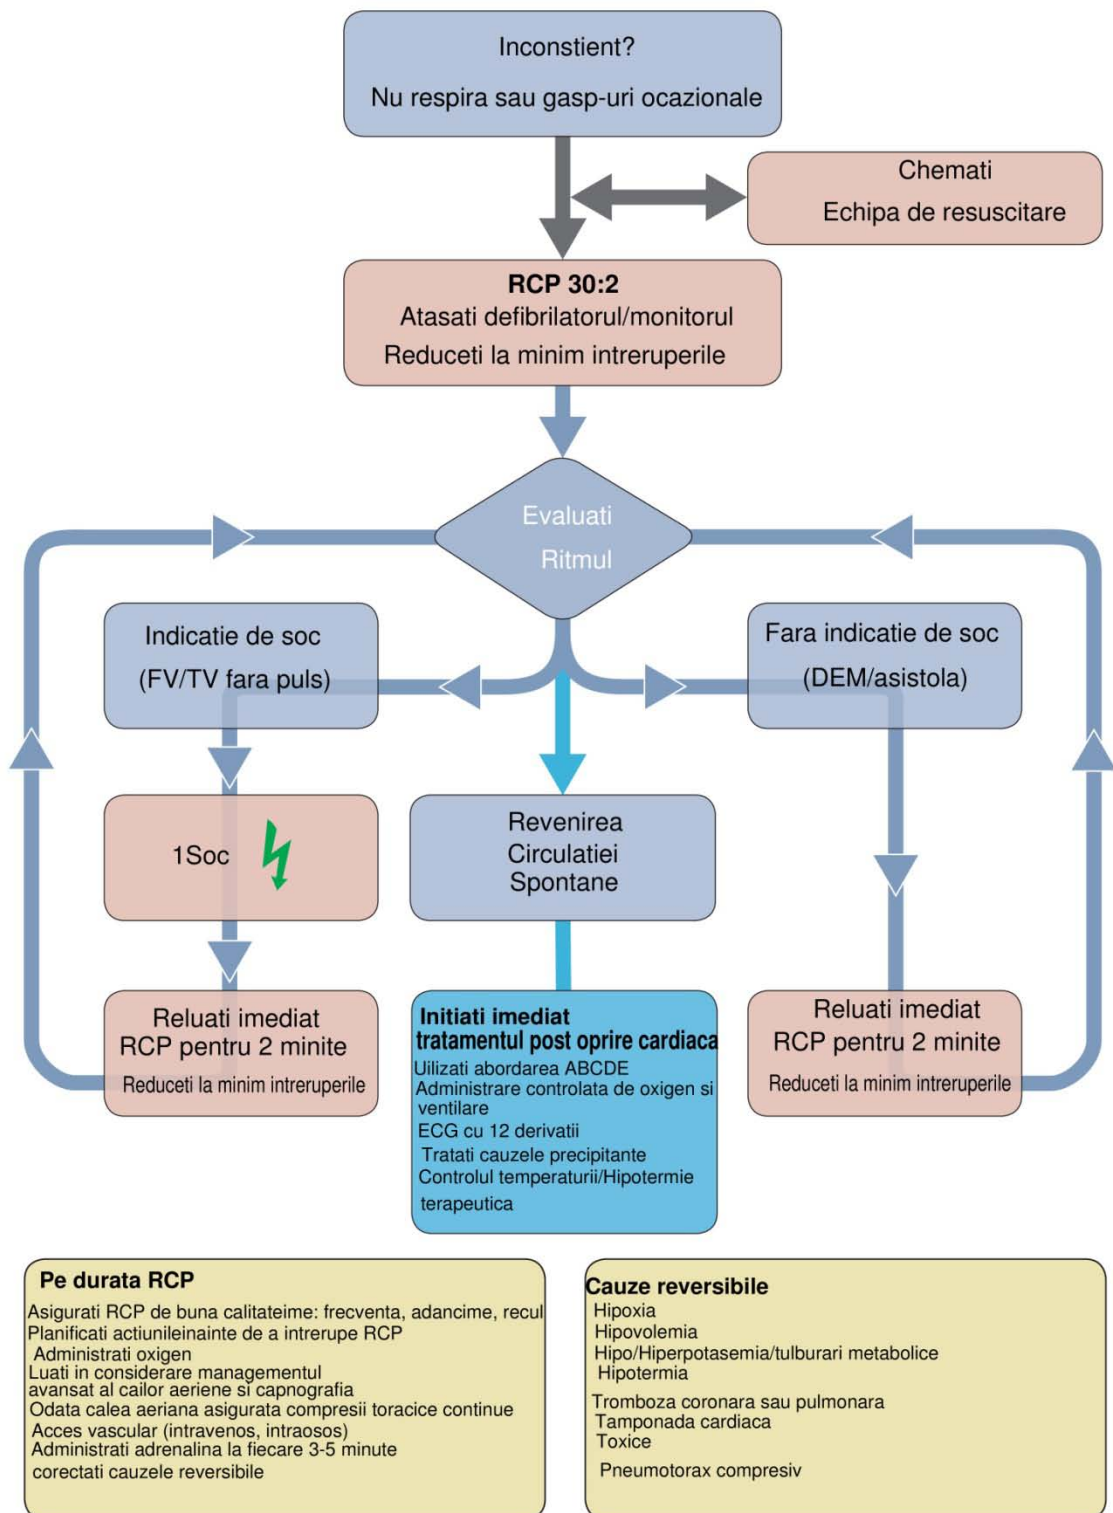 Inconstient?
Nu respira sau gasp-uri ocazionale
Chemati
Echipa de resuscitare
RCP 30:2
Atasati defibrilatorul/monitorul
Reduceti la minim intreruperile
Evaluati
Ritmul
Indicatie de soc
(FV/TV fara puls)
Fara indicatie de soc
(DEM/asistola)
1Soc
Revenirea
Circulatiei
Spontane
Reluati imediat
RCP pentru 2 minite
Reduceti la minim intreruperile
Initiati imediat
tratamentul post oprire cardiaca
Uilizati abordarea ABCDE
Administrare controlata de oxigen si
ventilare
ECG cu 12 derivatii
Tratati cauzele precipitante
Controlul temperaturii/Hipotermie
terapeutica
Reluati imediat
RCP pentru 2 minite
Reduceti la minim intreruperile
Pe durata RCP
Asigurati RCP de buna calitateime: frecventa, adancime, recul
Planificati actiunileinainte de a intrerupe RCP
Administrati oxigen
Luati in considerare managementul
avansat al cailor aeriene si capnografia
Odata calea aeriana asigurata compresii toracice continue
Acces vascular (intravenos, intraosos)
Administrati adrenalina la fiecare 3-5 minute
corectati cauzele reversibile
Cauze reversibile
Hipoxia
Hipovolemia
Hipo/Hiperpotasemia/tulburari metabolice
Hipotermia
Tromboza coronara sau pulmonara
Tamponada cardiaca
Toxice
Pneumotorax compresiv